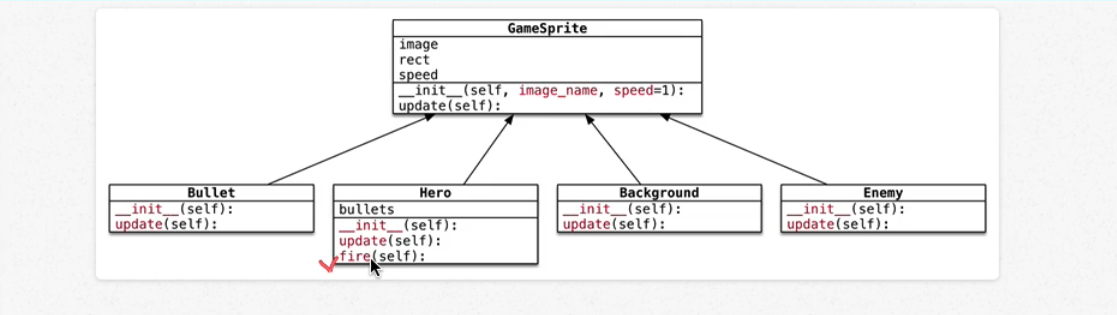 GameSprite
image
rect
speed
__init__(self, image_name, speed=1):
update(self):
Bullet
__init__(self):
update(self):
Hero
bullets
__init__(self):
update(self):
fire(self):
Background
__init__(self):
update(self):
Enemy
__init__(self):
update(self):